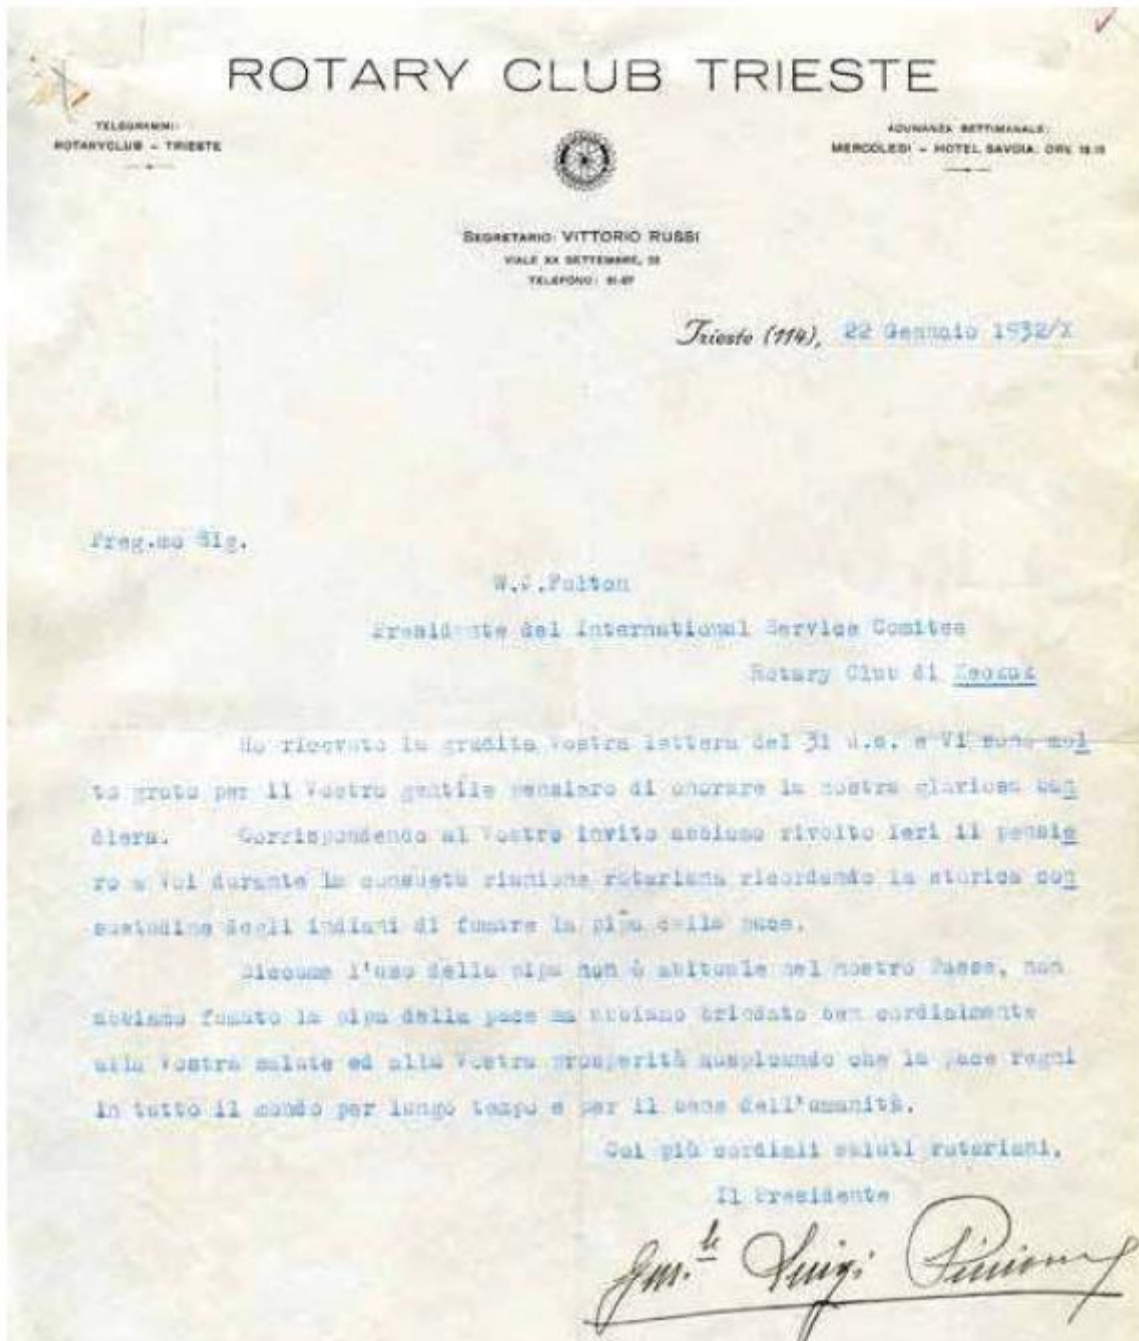 ROTARY CLUB TRIESTE
TELEGRAMMI:
ROTARYCLUB - TRIESTE
ADUNANZA SETTIMANALE:
MERCOLEDI - HOTEL SAVOIA. ORE
SEGRETARIO: VITTORIO RUSSI
VIALE XX SETTEMBRE,
TELEFONO:
Trieste (114), 22 Gennaio 1932/X
Preg.mo Sig.
W.J.Fulton
Presidente del International Service Comitee
Rotary Club di
Ho ricevuto la gradita Vostra lettera del 31 u.s. e Vi sono mol
to grato per il Vostro gentile pensiero di onorare la nostra gloriosa ban
diera. Corrispondendo al Vostro invito abbiamo rivolto ieri il pensie
ro a Voi durante la consueta riunione rotariana ricordando la storica con
suetudine degli indiani di fumare la pipa della pace.
Siccome l'uso della pipa non è abituale nel nostro Paese, non
abbiamo fumato la pipa della pace ma abbiamo brindato ben cordialmente
alla Vostra salute ed alla Vostra prosperità auspicando che la pace regni
in tutto il mondo per lungo tempo e per il bene dell'umanità.
Coi più cordiali saluti rotariani,
Il Presidente
Luigi